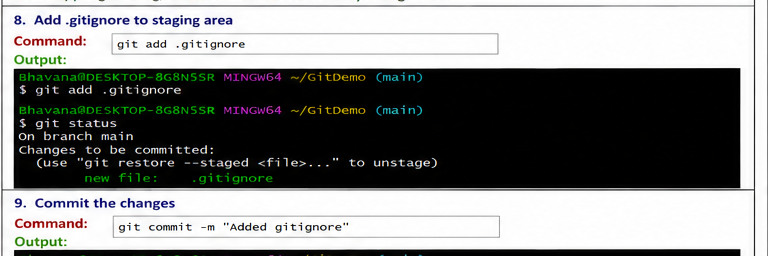 8. Add .gitignore to staging area
Command: git add .gitignore
Output:
Bhavana@DESKTOP-8G8N5SR MINGW64 ~/GitDemo (main)
$ git add .gitignore
Bhavana@DESKTOP-8G8N5SR MINGW64 ~/GitDemo (main)
$ git status
On branch main
Changes to be committed:
(use "git restore --staged <file>..." to unstage)
new file: .gitignore
9. Commit the changes
Command: git commit -m "Added gitignore"
Output: